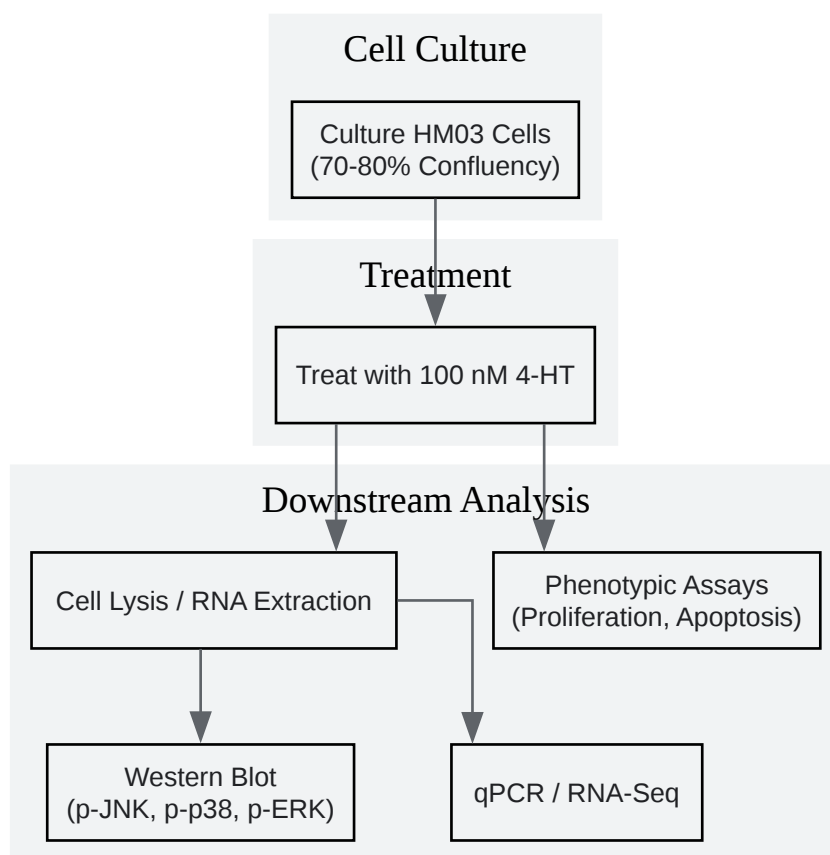 Cell Culture
Culture HM03 Cells
(70-80% Confluency)
Treatment
Treat with 100 nM 4-HT
Downstream Analysis
Cell Lysis / RNA Extraction
Phenotypic Assays
(Proliferation, Apoptosis)
Western Blot
(p-JNK, p-p38, p-ERK)
qPCR / RNA-Seq